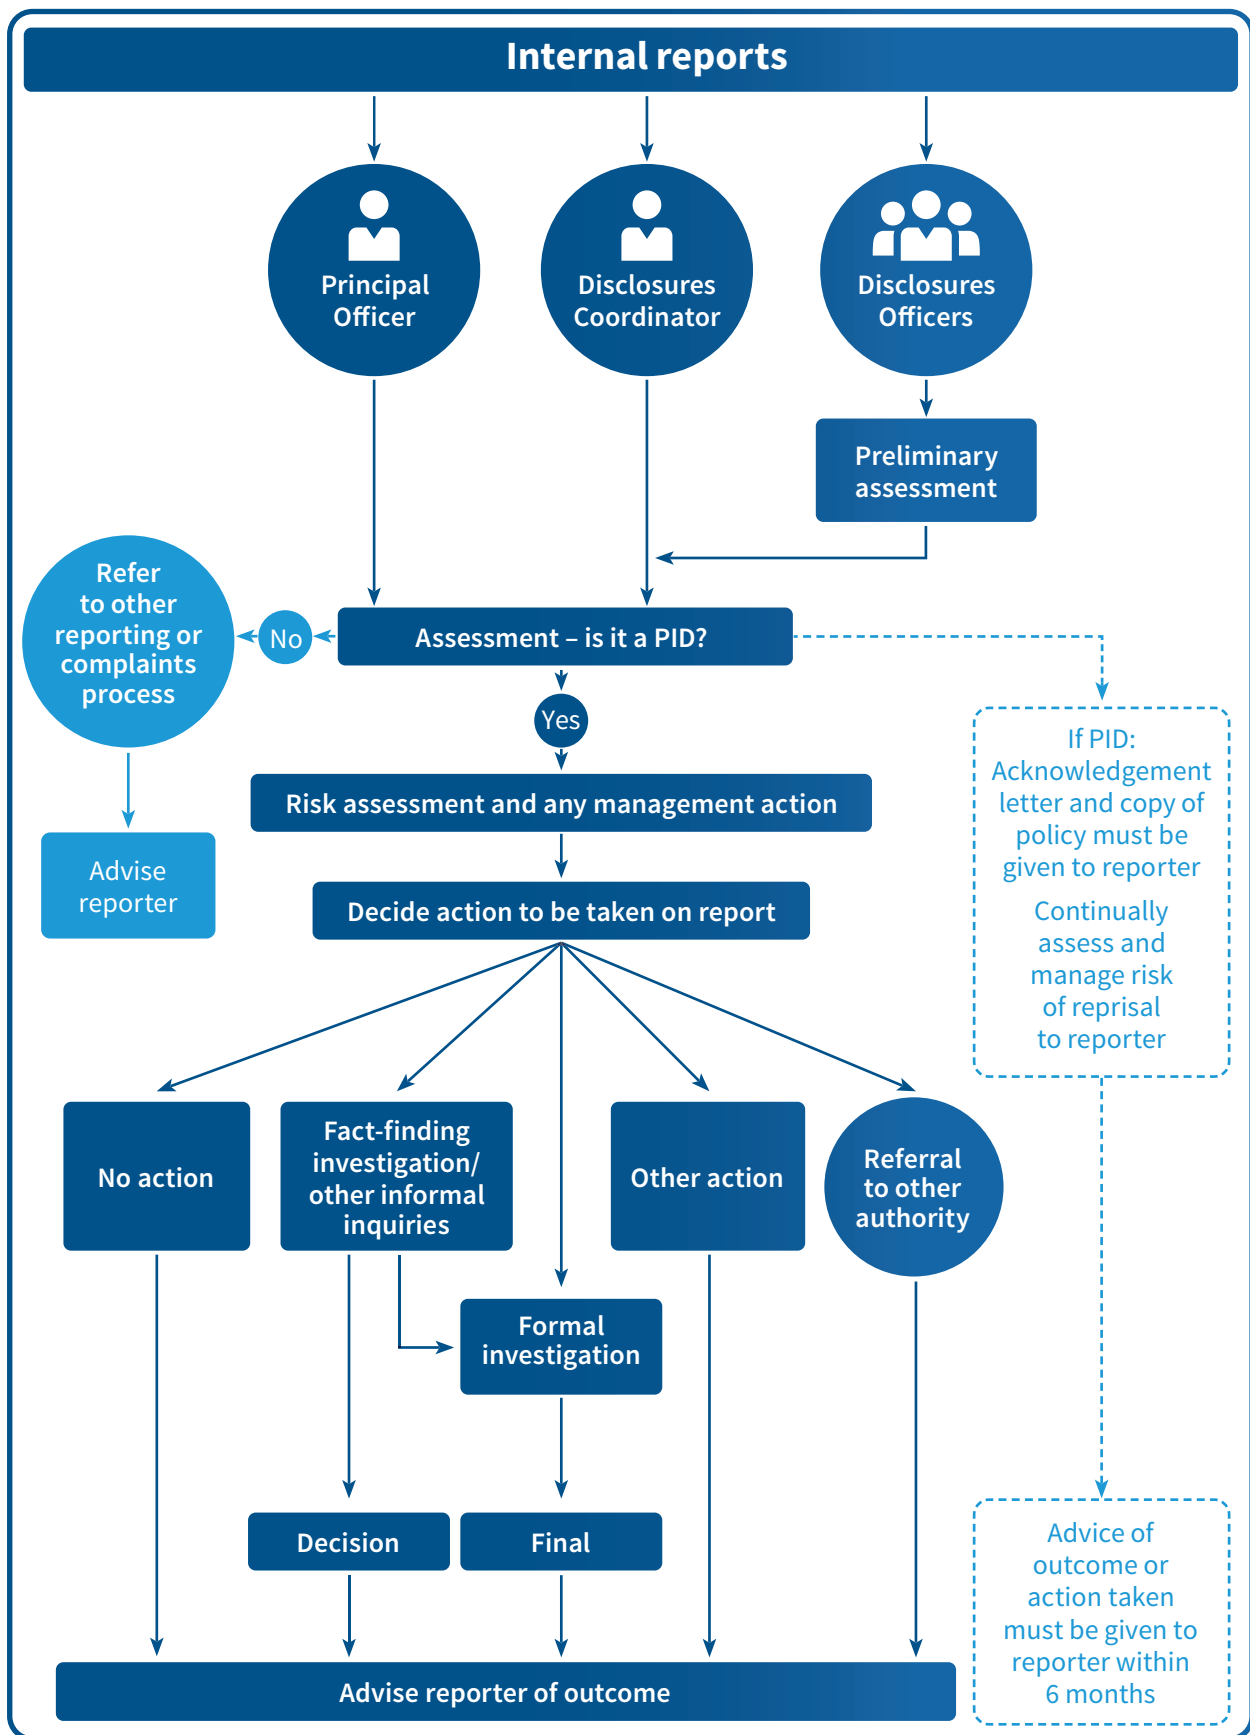 Internal reports
Principal
Officer
Disclosures
Coordinator
Disclosures
Officers
Preliminary
assessment
Refer
to other
reporting or
complaints
process
No
Assessment – is it a PID?
Yes
Advise
reporter
Risk assessment and any management action
Decide action to be taken on report
If PID:
Acknowledgement
letter and copy of
policy must be
given to reporter
Continually
assess and
manage risk
of reprisal
to reporter
No action
Fact-finding
investigation/
other informal
inquiries
Other action
Referral
to other
authority
Formal
investigation
Decision
Final
Advice of
outcome or
action taken
must be given to
reporter within
6 months
Advise reporter of outcome